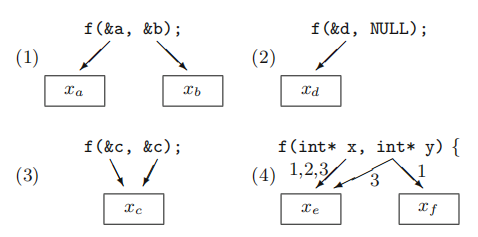 f(&a, &b);
f(&d, NULL);
(1)
(2)
x_a
x_b
x_d
f(&c, &c);
f(int* x, int* y) {
(3)
(4)
1,2,3
3
1
x_c
x_e
x_f